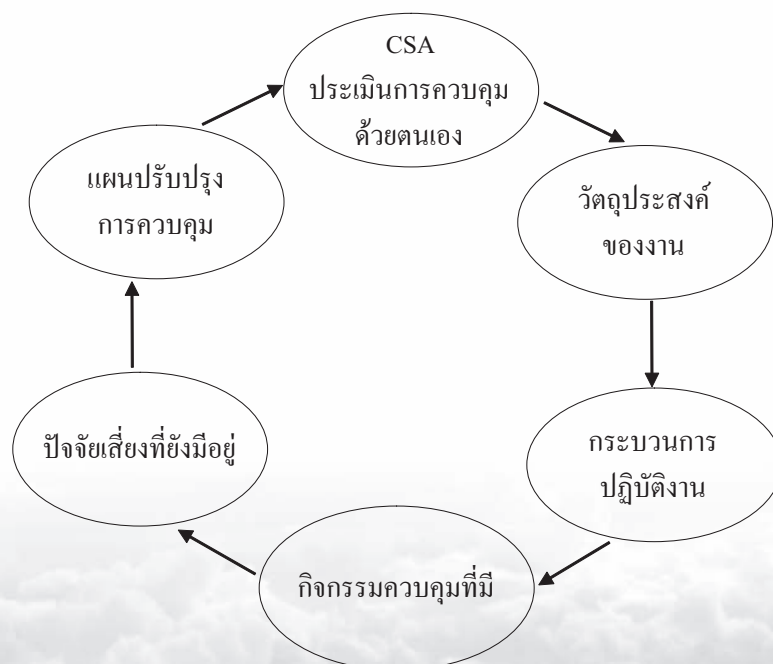 CSA
ประเมินการควบคุม
ด้วยตนเอง
วัตถุประสงค์
ของงาน
กระบวนการ
ปฏิบัติงาน
กิจกรรมควบคุมที่มี
ปัจจัยเสี่ยงที่ยังมีอยู่
แผนปรับปรุง
การควบคุม